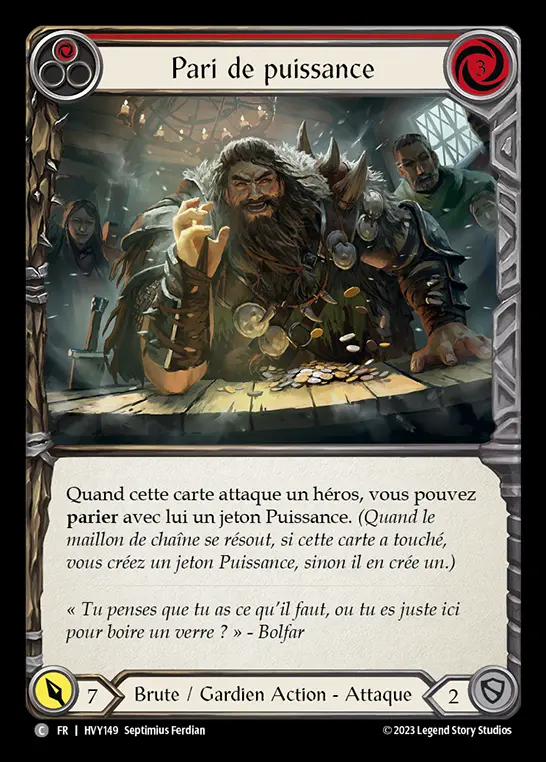 Pari de puissance
3
Quand cette carte attaque un héros, vous pouvez
parier avec lui un jeton Puissance. (Quand le
maillon de chaîne se résout, si cette carte a touché,
vous créez un jeton Puissance, sinon il en crée un.)
« Tu penses que tu as ce qu'il faut, ou tu es juste ici
pour boire un verre ? » - Bolfar
7
Brute / Gardien Action - Attaque
2
C FR | HVY149 Septimius Ferdian
©2023 Legend Story Studios